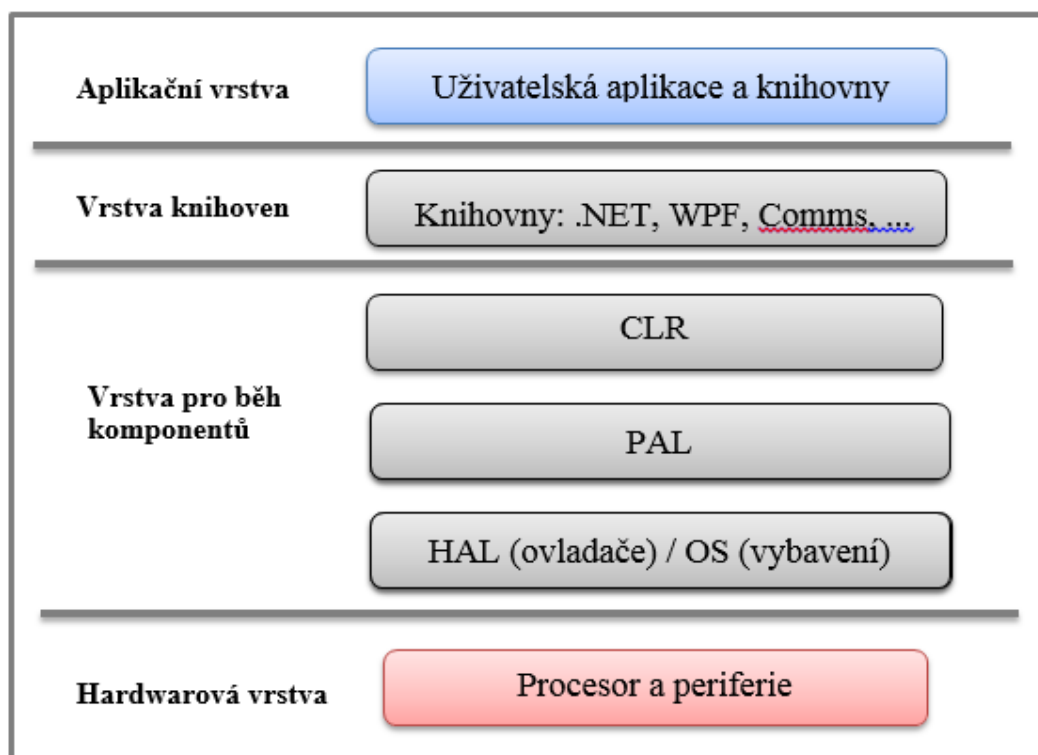 Aplikační vrstva
Uživatelská aplikace a knihovny
Vrstva knihoven
Knihovny: .NET, WPF, Comms, ...
Vrstva pro běh
komponentů
CLR
PAL
HAL (ovladače) / OS (vybavení)
Hardwarová vrstva
Procesor a periferie